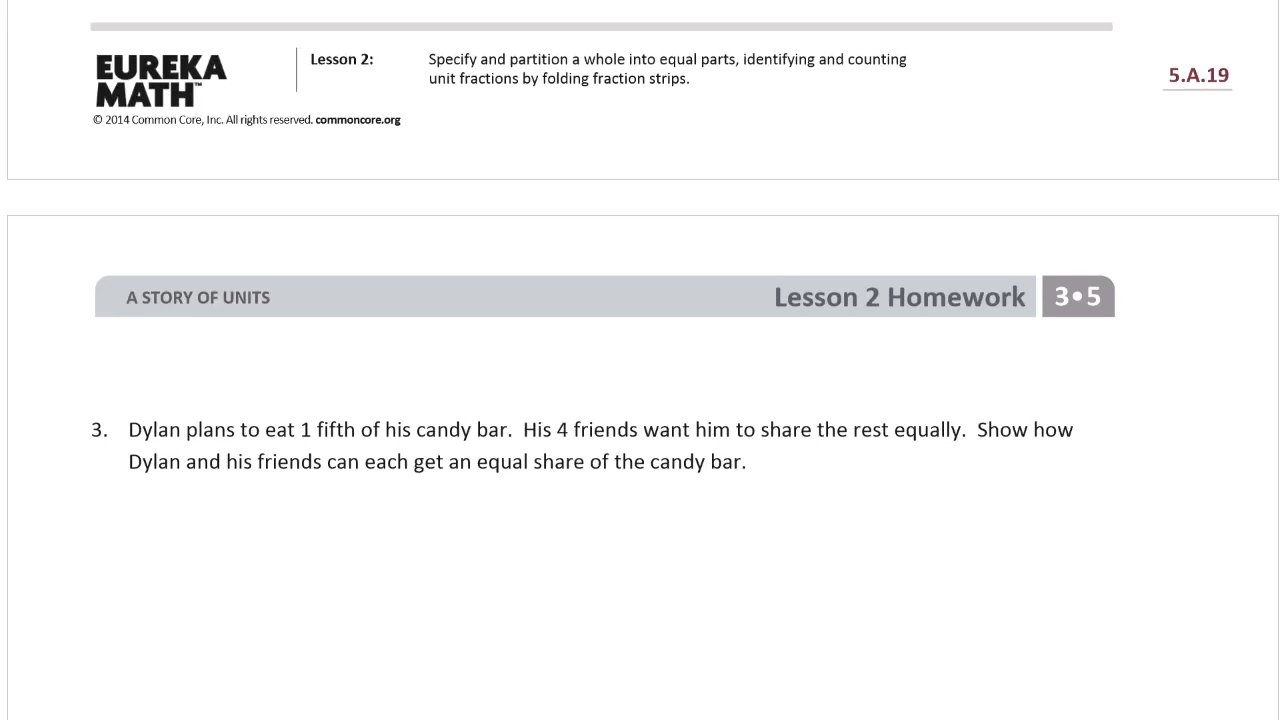 EUREKA
MATH™
Lesson 2:
Specify and partition a whole into equal parts, identifying and counting
unit fractions by folding fraction strips.
5.A.19
© 2014 Common Core, Inc. All rights reserved. commoncore.org
A STORY OF UNITS
Lesson 2 Homework
3•5
3. Dylan plans to eat 1 fifth of his candy bar. His 4 friends want him to share the rest equally. Show how
Dylan and his friends can each get an equal share of the candy bar.